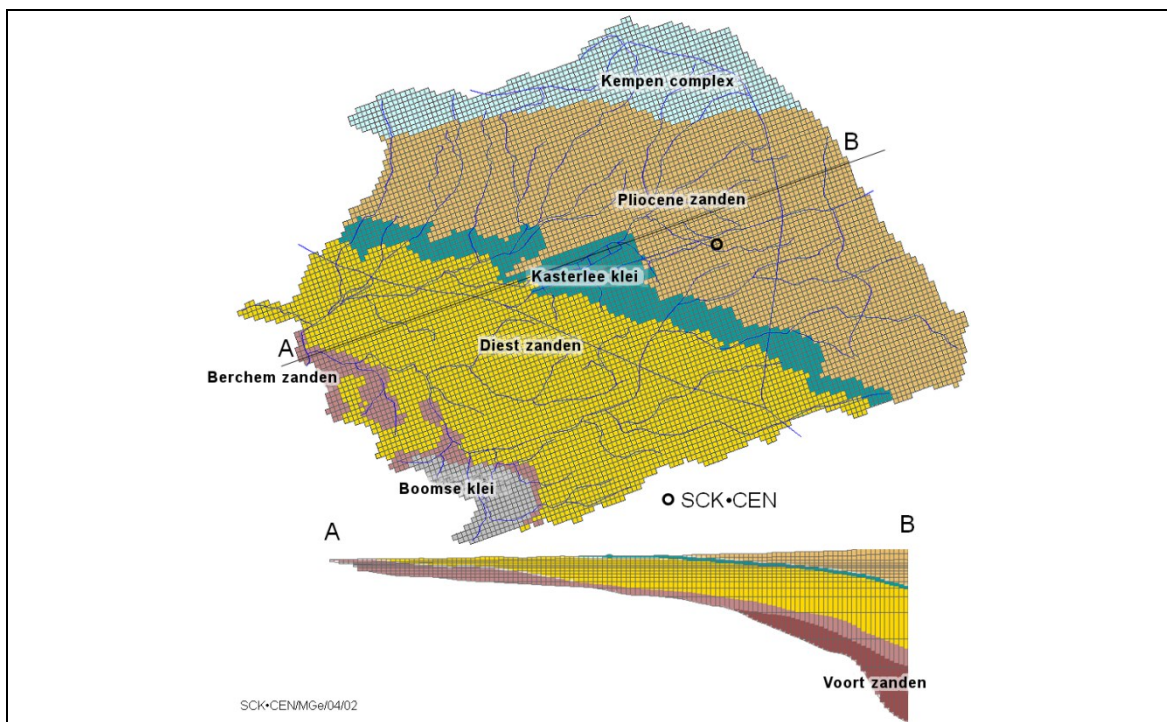 Kempen complex
B
Pliocene zanden
Kasterlee klei
Diest zanden
A
Berchem zanden
Boomse klei
SCK•CEN
A
B
Voort zanden
SCK•CEN/MGe/04/02